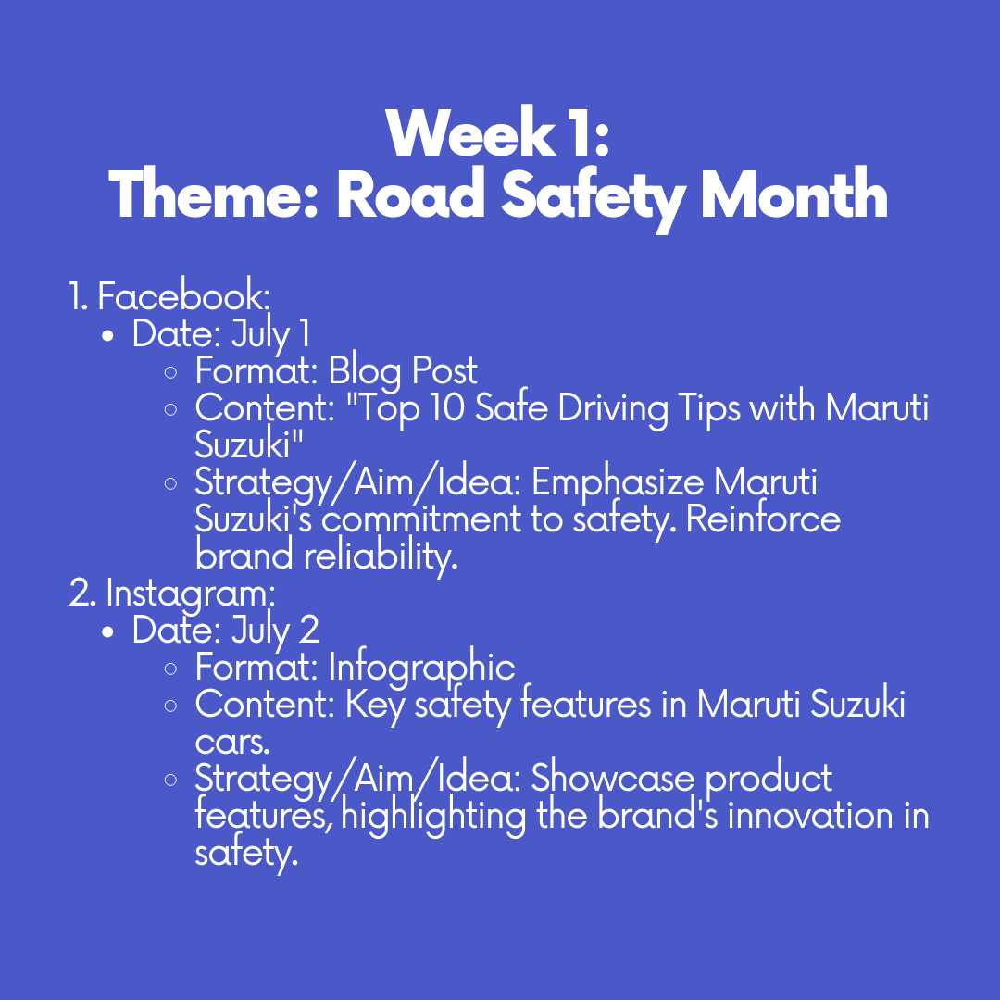 Week 1:
Theme: Road Safety Month
1. Facebook:
• Date: July 1
○ Format: Blog Post
○ Content: "Top 10 Safe Driving Tips with Maruti
Suzuki"
○ Strategy/Aim/Idea: Emphasize Maruti
Suzuki's commitment to safety. Reinforce
brand reliability.
2. Instagram:
• Date: July 2
○ Format: Infographic
○ Content: Key safety features in Maruti Suzuki
cars.
○ Strategy/Aim/Idea: Showcase product
features, highlighting the brand's innovation in
safety.